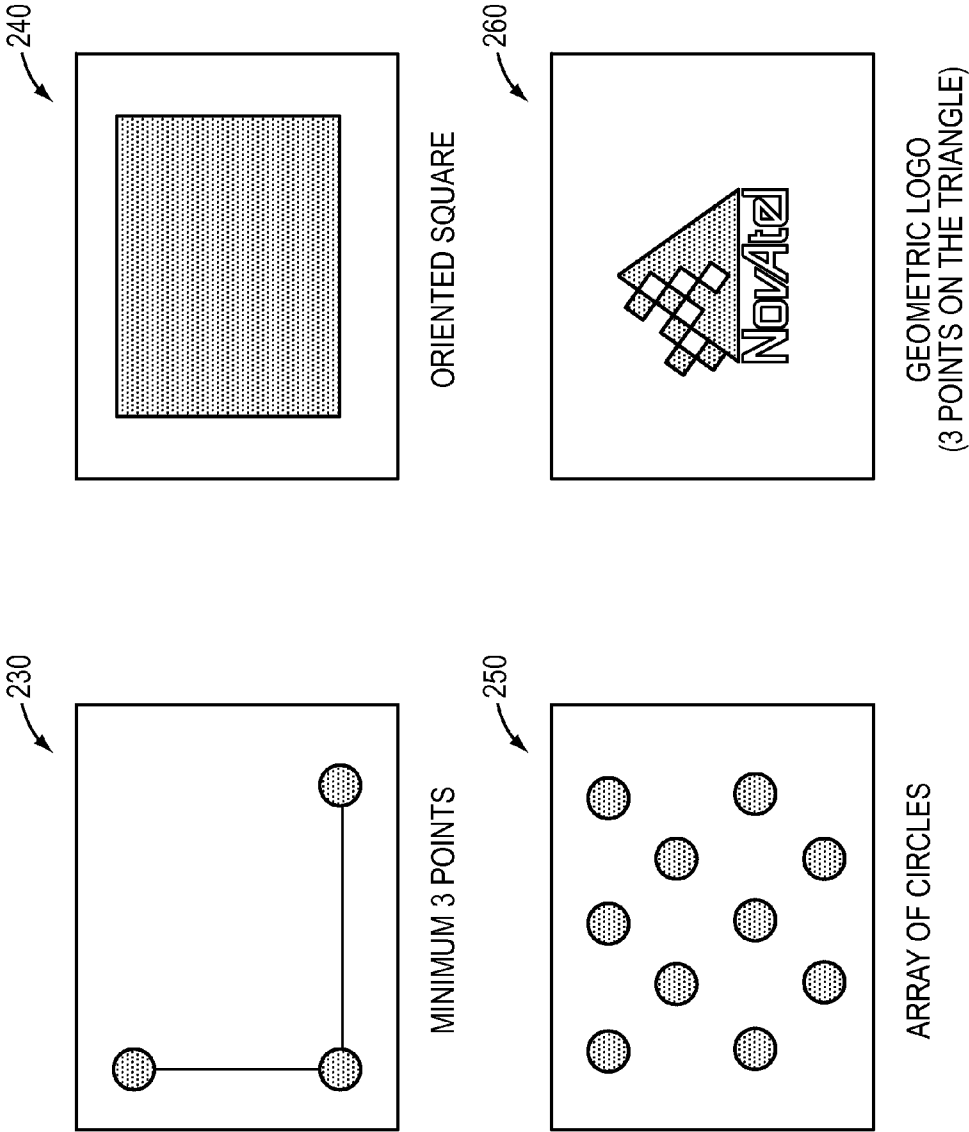 230
MINIMUM 3 POINTS
240
ORIENTED SQUARE
250
ARRAY OF CIRCLES
260
NovAtel
GEOMETRIC LOGO
(3 POINTS ON THE TRIANGLE)